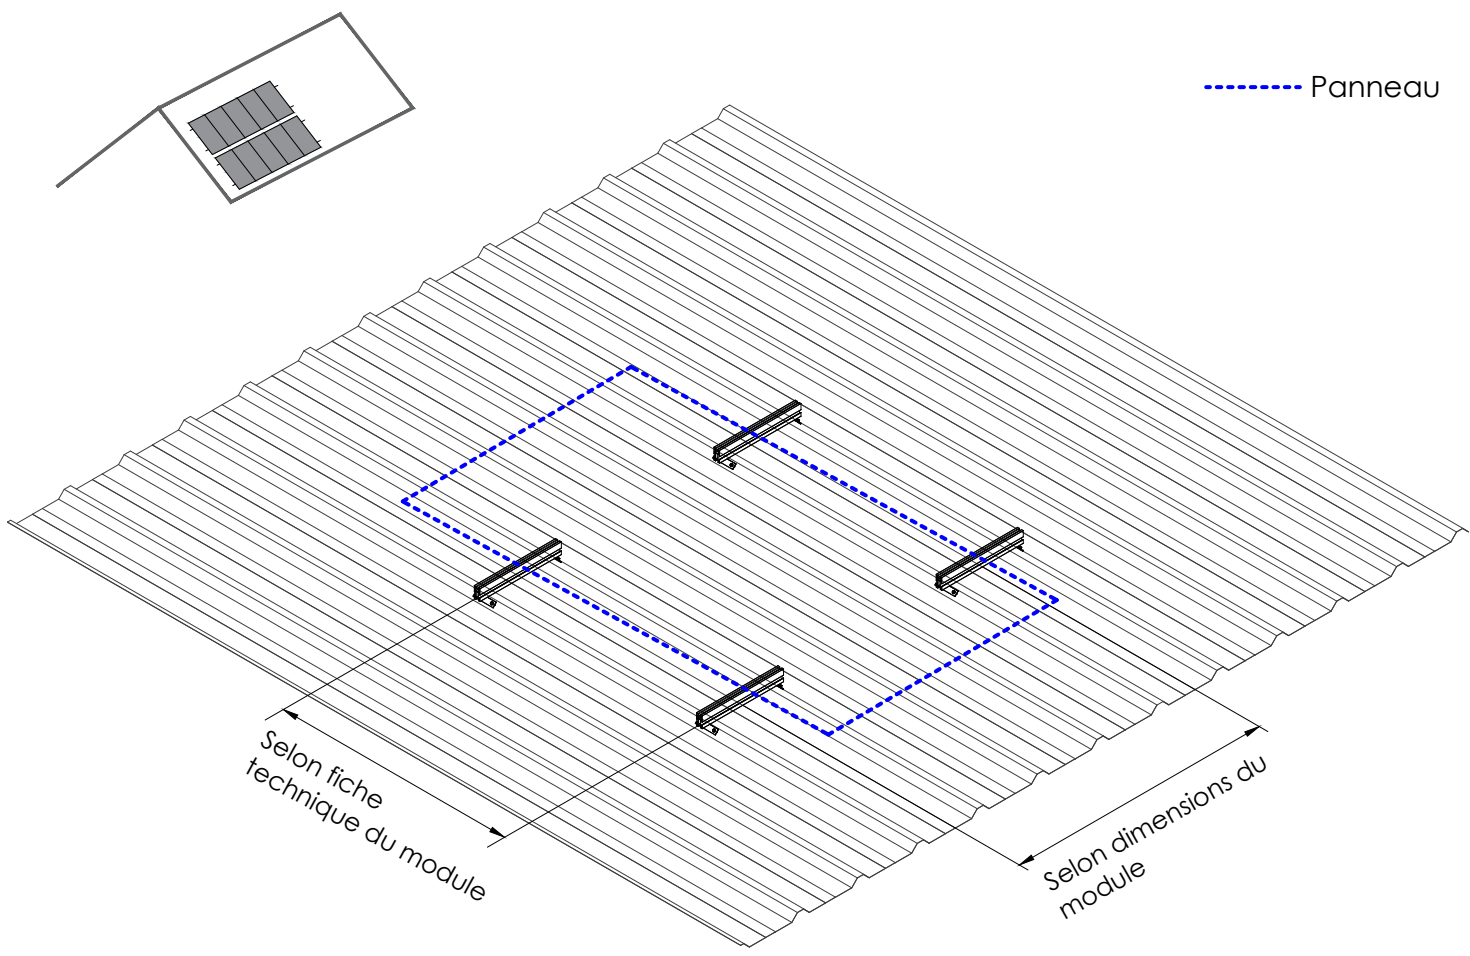 Panneau
Selon fiche
technique du module
Selon dimensions du
module